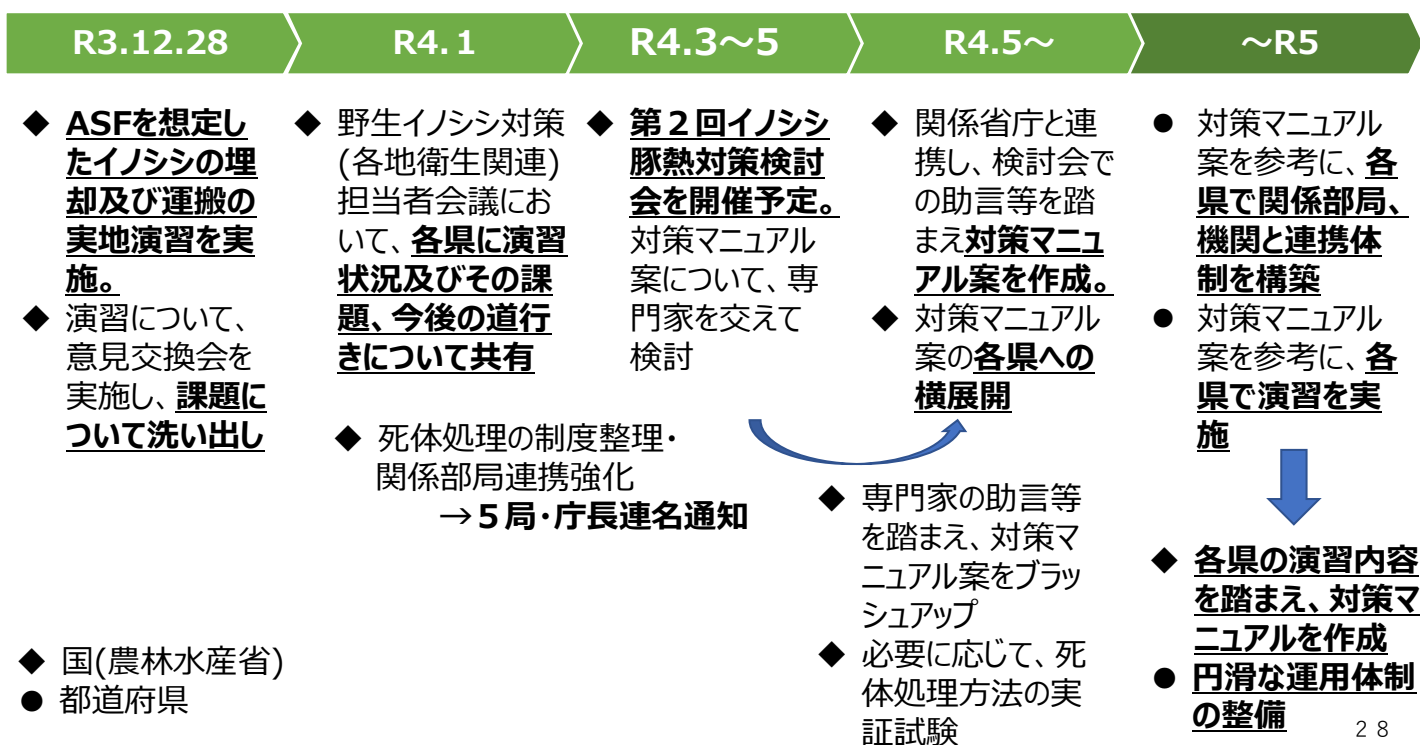 R3.12.28
R4.1
R4.3～5
R4.5～
～R5
◆ ASFを想定し
たイノシシの埋
却及び運搬の
実地演習を実
施。
◆ 演習について、
意見交換会を
実施し、課題に
ついて洗い出し
◆ 野生イノシシ対策
(各地衛生関連)
担当者会議にお
いて、各県に演習
状況及びその課
題、今後の道行
きについて共有
◆ 死体処理の制度整理・
関係部局連携強化
→５局・庁長連名通知
◆ 第２回イノシシ
豚熱対策検討
会を開催予定。
対策マニュアル
案について、専
門家を交えて
検討
◆ 関係省庁と連
携し、検討会で
の助言等を踏
まえ対策マニュ
アル案を作成。
◆ 対策マニュアル
案の各県への
横展開
◆ 専門家の助言等
を踏まえ、対策マ
ニュアル案をブラッ
シュアップ
◆ 必要に応じて、死
体処理方法の実
証試験
● 対策マニュアル
案を参考に、各
県で関係部局、
機関と連携体
制を構築
● 対策マニュアル
案を参考に、各
県で演習を実
施
◆ 各県の演習内容
を踏まえ、対策マ
ニュアルを作成
● 円滑な運用体制
の整備
◆ 国(農林水産省)
● 都道府県
２８